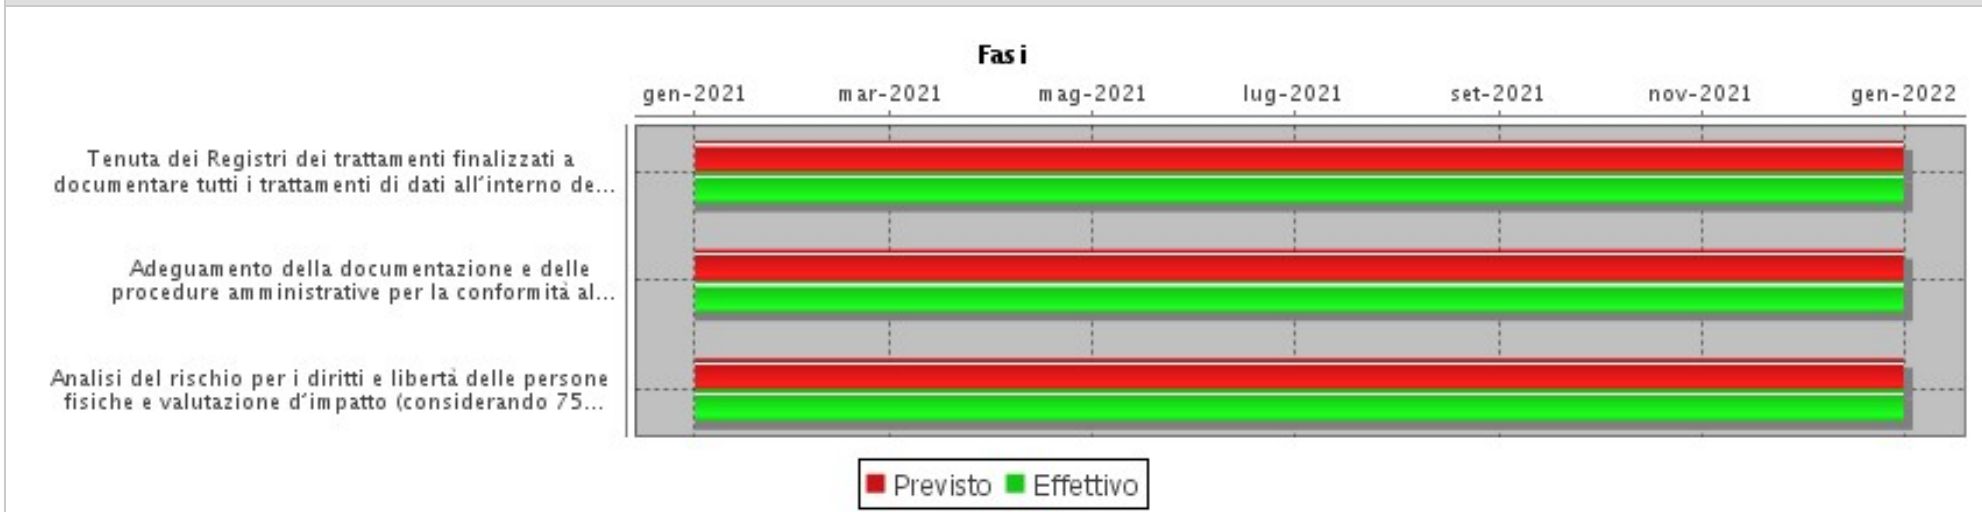 Fasi
gen-2021 mar-2021 mag-2021 lug-2021 set-2021 nov-2021 gen-2022
Tenuta dei Registri dei trattamenti finalizzati a
documentare tutti i trattamenti di dati all'interno de...
Adeguamento della documentazione e delle
procedure amministrative per la conformità al...
Analisi del rischio per i diritti e libertà delle persone
fisiche e valutazione d'impatto (considerando 75...
Previsto Effettivo